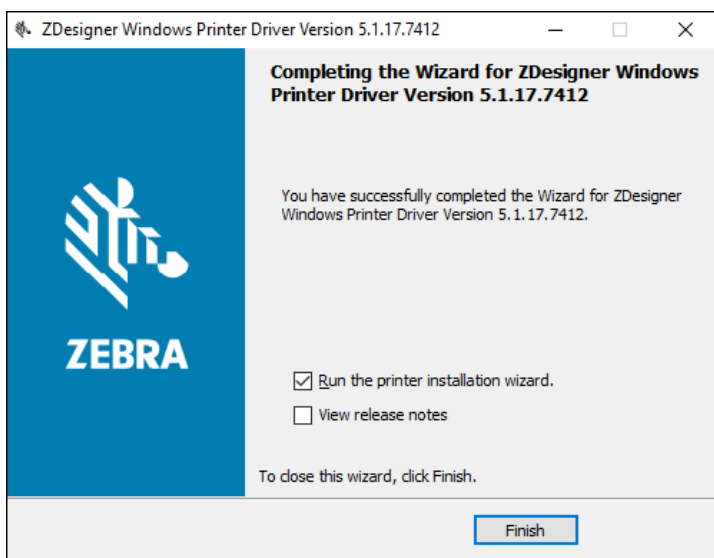 ZDesigner Windows Printer Driver Version 5.1.17.7412
Completing the Wizard for ZDesigner Windows
Printer Driver Version 5.1.17.7412
You have successfully completed the Wizard for ZDesigner
Windows Printer Driver Version 5.1.17.7412.
ZEBRA
Run the printer installation wizard.
View release notes
To close this wizard, click Finish.
Finish